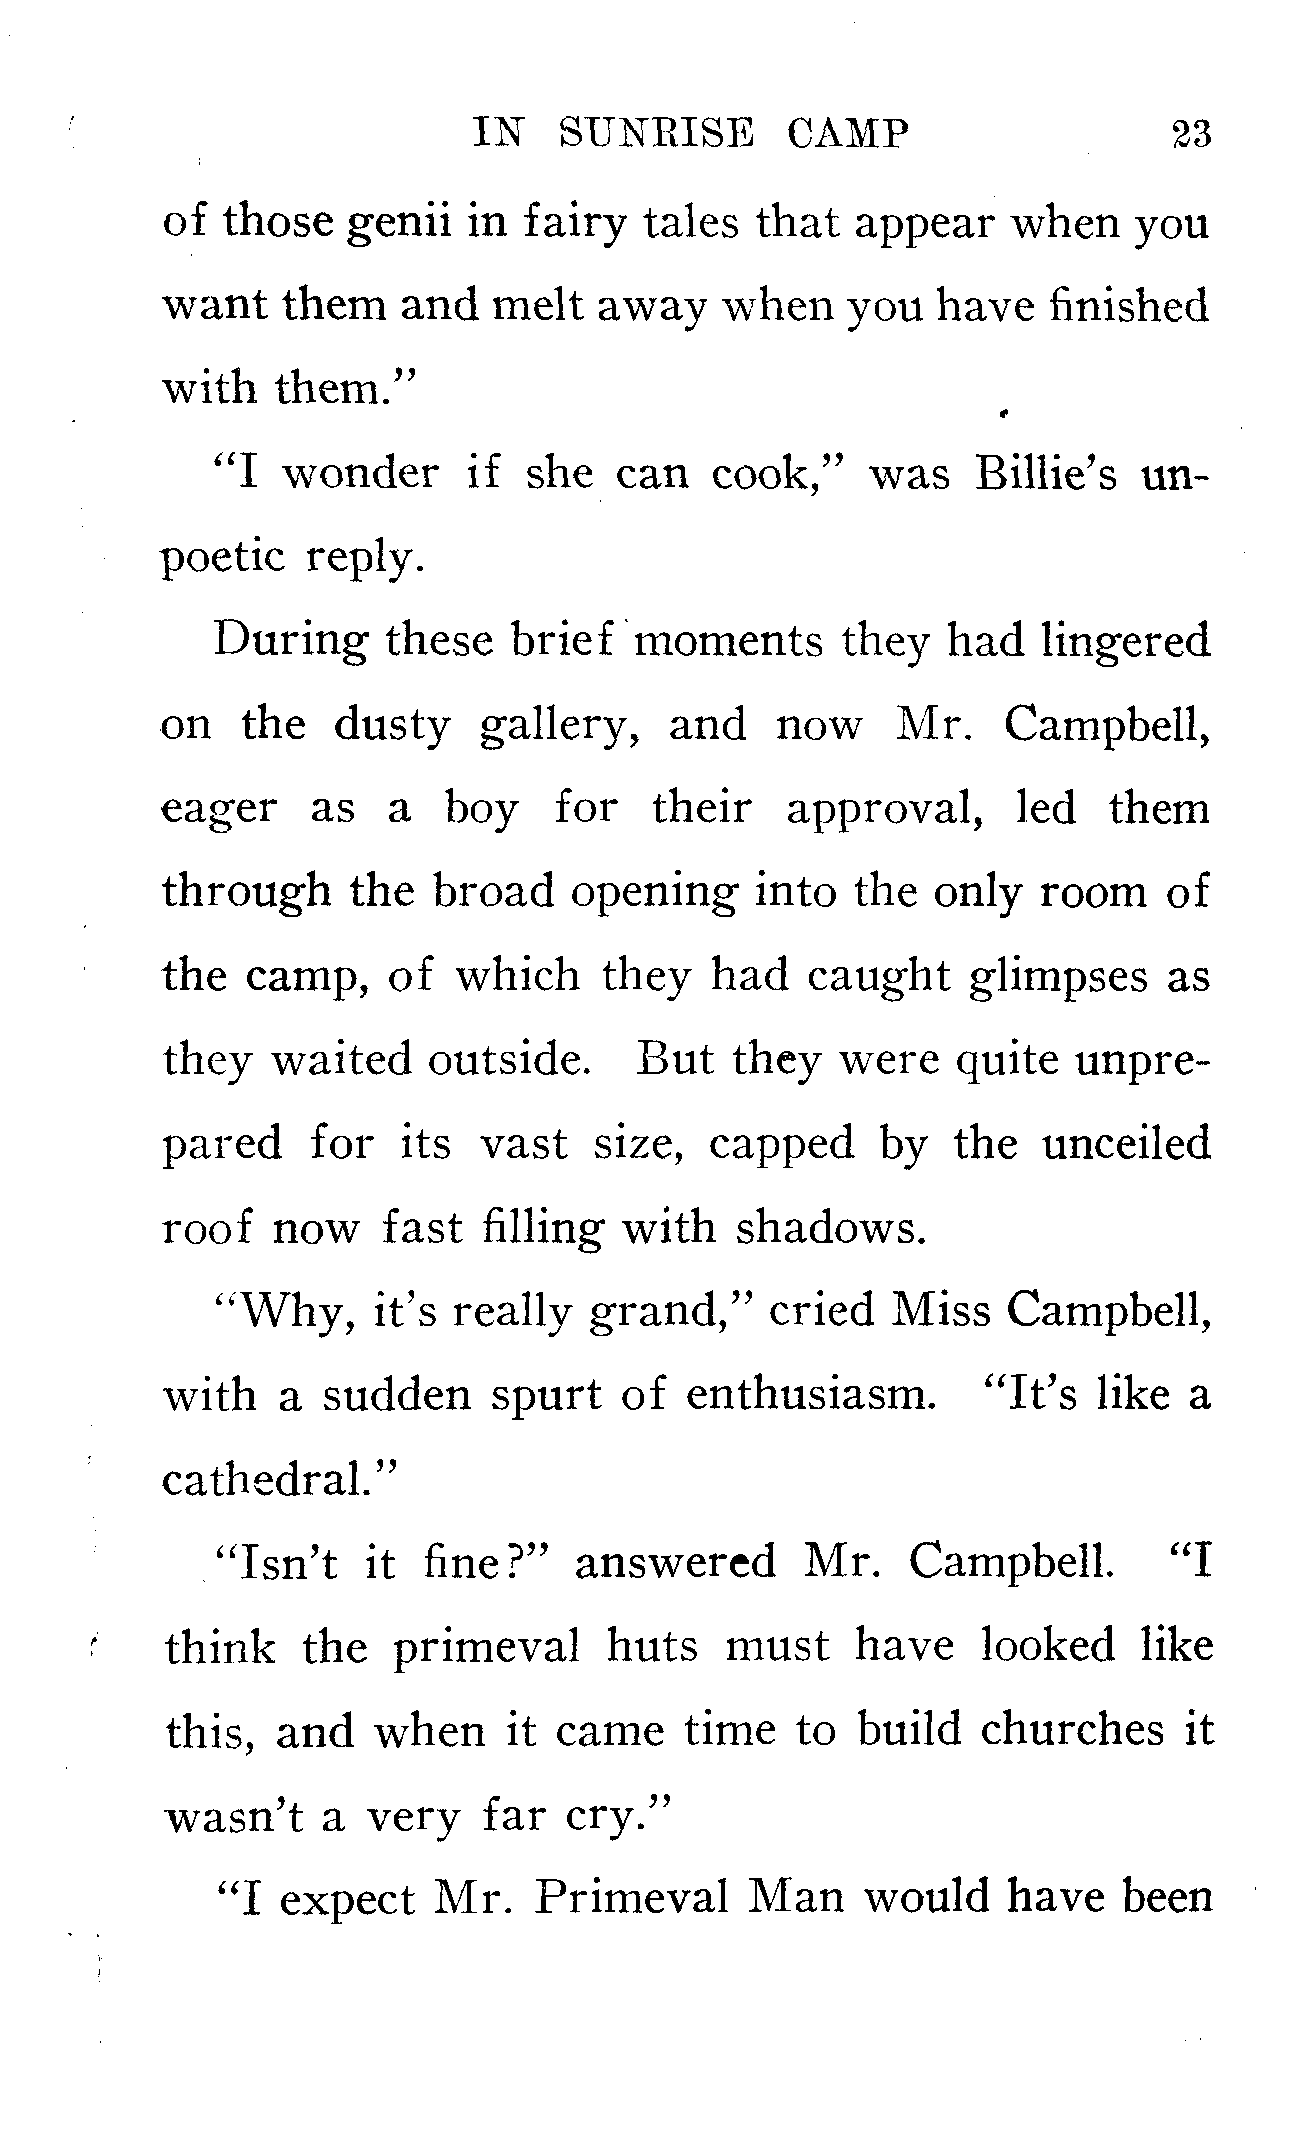 IN SUNRISE CAMP 23
of those genii in fairy tales that appear when you
want them and melt away when you have finished
with them."
"I wonder if she can cook," was Billie's un-
poetic reply.
During these brief moments they had lingered
on the dusty gallery, and now Mr. Campbell,
eager as a boy for their approval, led them
through the broad opening into the only room of
the camp, of which they had caught glimpses as
they waited outside. But they were quite unpre-
pared for its vast size, capped by the unceiled
roof now fast filling with shadows.
"Why, it's really grand," cried Miss Campbell,
with a sudden spurt of enthusiasm. "It's like a
cathedral."
"Isn't it fine?" answered Mr. Campbell. "I
think the primeval huts must have looked like
this, and when it came time to build churches it
wasn't a very far cry."
"I expect Mr. Primeval Man would have been